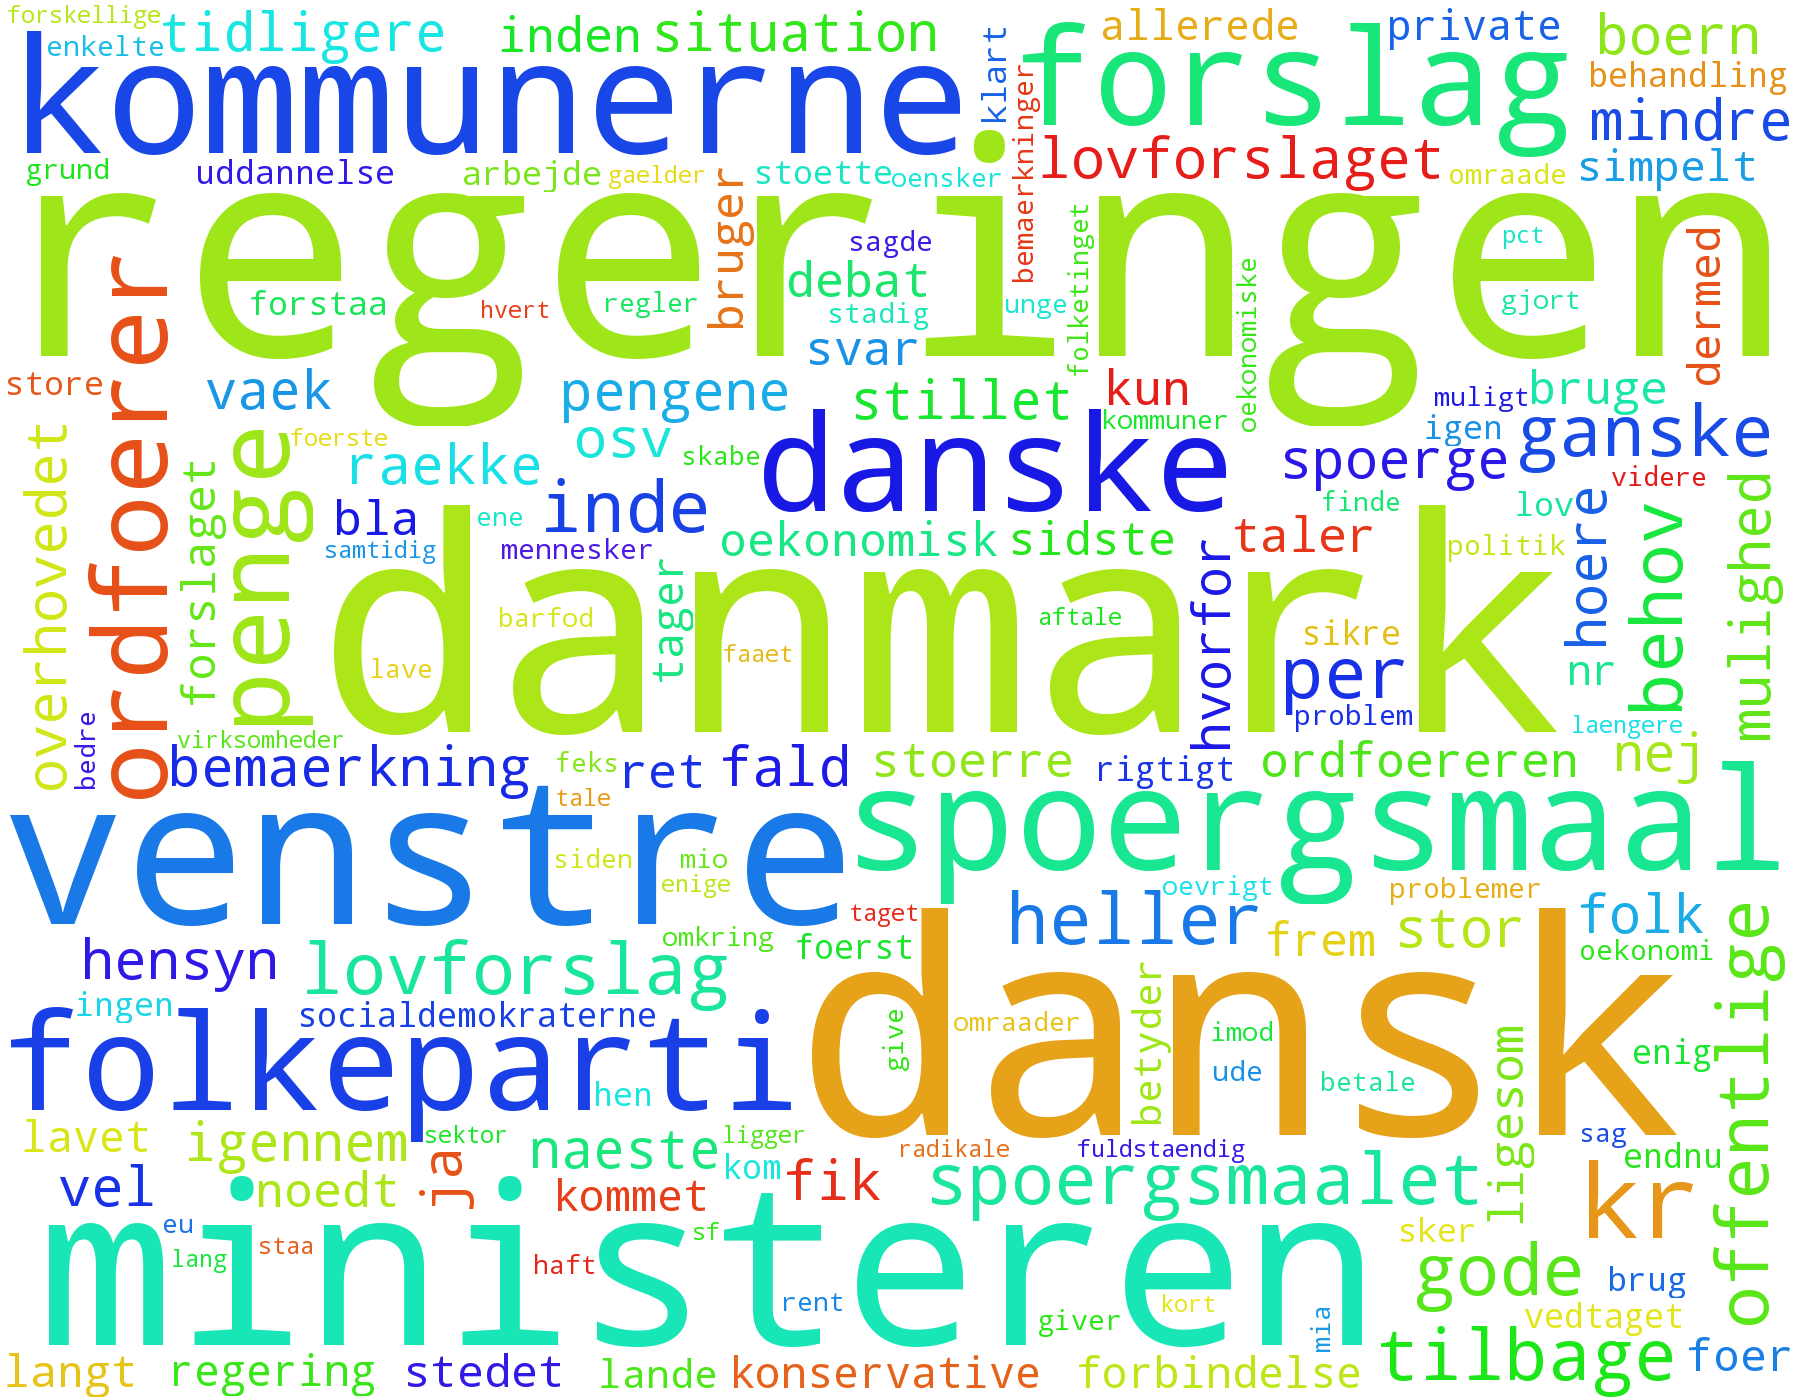 forskellige
enkelte
tidligere
inden
situation
klart
allerede
private
boern
kommunerne
forslag
behandling
mindre
bemaerkninger
lovforslaget
simpelt
grund
uddannelse
arbejde
gaelder
bruger
stoette
oensker
omraade
regeringen
sagde
debat
folketinget
pct
dermed
ordfoerer
forstaa
hvert
regler
stadig
unge
oekonomiske
gjort
svar
store
vaek
pengene
stillet
kun
kommuner
muligt
bruge
overhovedet
forslaget
penge
foerste
raekke
osv
skabe
danske
spoerge
igen
ganske
videre
bla
ene
inde
finde
lov
hoere
behov
mulighed
samtidig
mennesker
oekonomisk
sidste
hvorfor
taler
politik
danmark
barfod
tager
aftale
sikre
lave
faaet
per
nr
problem
laengere
bedre
virksomheder
bemaerkning
feks
ret
fald
stoerre
rigtigt
ordfoereren
nej
tale
venstre
spoergsmaal
siden
mio
enige
oevrigt
problemer
taget
heller
frem
stor
folk
offentlige
hensyn
lovforslag
omkring
foerst
oekonomi
dansk
ingen
socialdemokraterne
folkeparti
give
omraader
betyder
imod
ude
betale
ligesom
enig
hen
lavet
igennem
sektor
ja
naeste
ligger
kom
radikale
fuldstaendig
sag
endnu
vel
noedt
kommet
fik
spoergsmaalet
kr
eu
lang
staa
sf
haft
ministeren
sker
gode
brug
rent
giver
kort
mia
vedtaget
langt
regering
stedet
lande
konservative
forbindelse
tilbage
foer